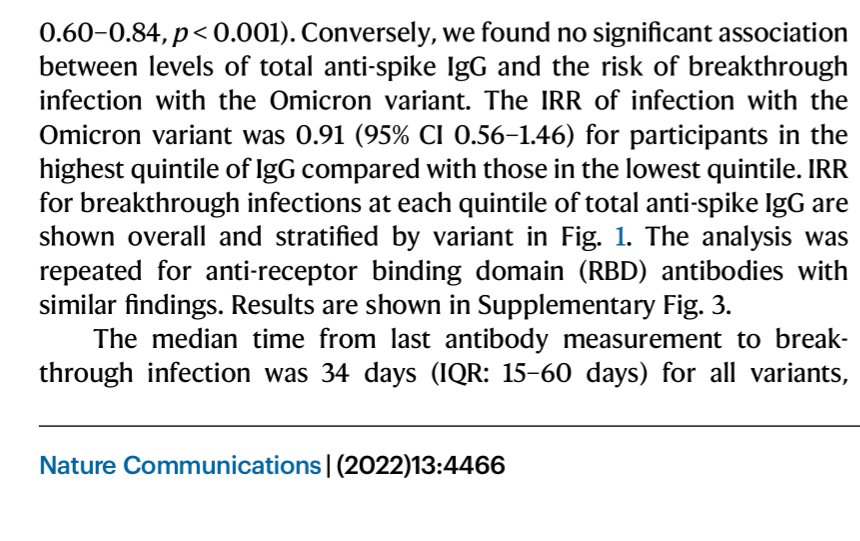 0.60–0.84, p < 0.001). Conversely, we found no significant association
between levels of total anti-spike IgG and the risk of breakthrough
infection with the Omicron variant. The IRR of infection with the
Omicron variant was 0.91 (95% CI 0.56–1.46) for participants in the
highest quintile of IgG compared with those in the lowest quintile. IRR
for breakthrough infections at each quintile of total anti-spike IgG are
shown overall and stratified by variant in Fig. 1. The analysis was
repeated for anti-receptor binding domain (RBD) antibodies with
similar findings. Results are shown in Supplementary Fig. 3.
The median time from last antibody measurement to break-
through infection was 34 days (IQR: 15–60 days) for all variants,
Nature Communications | (2022)13:4466